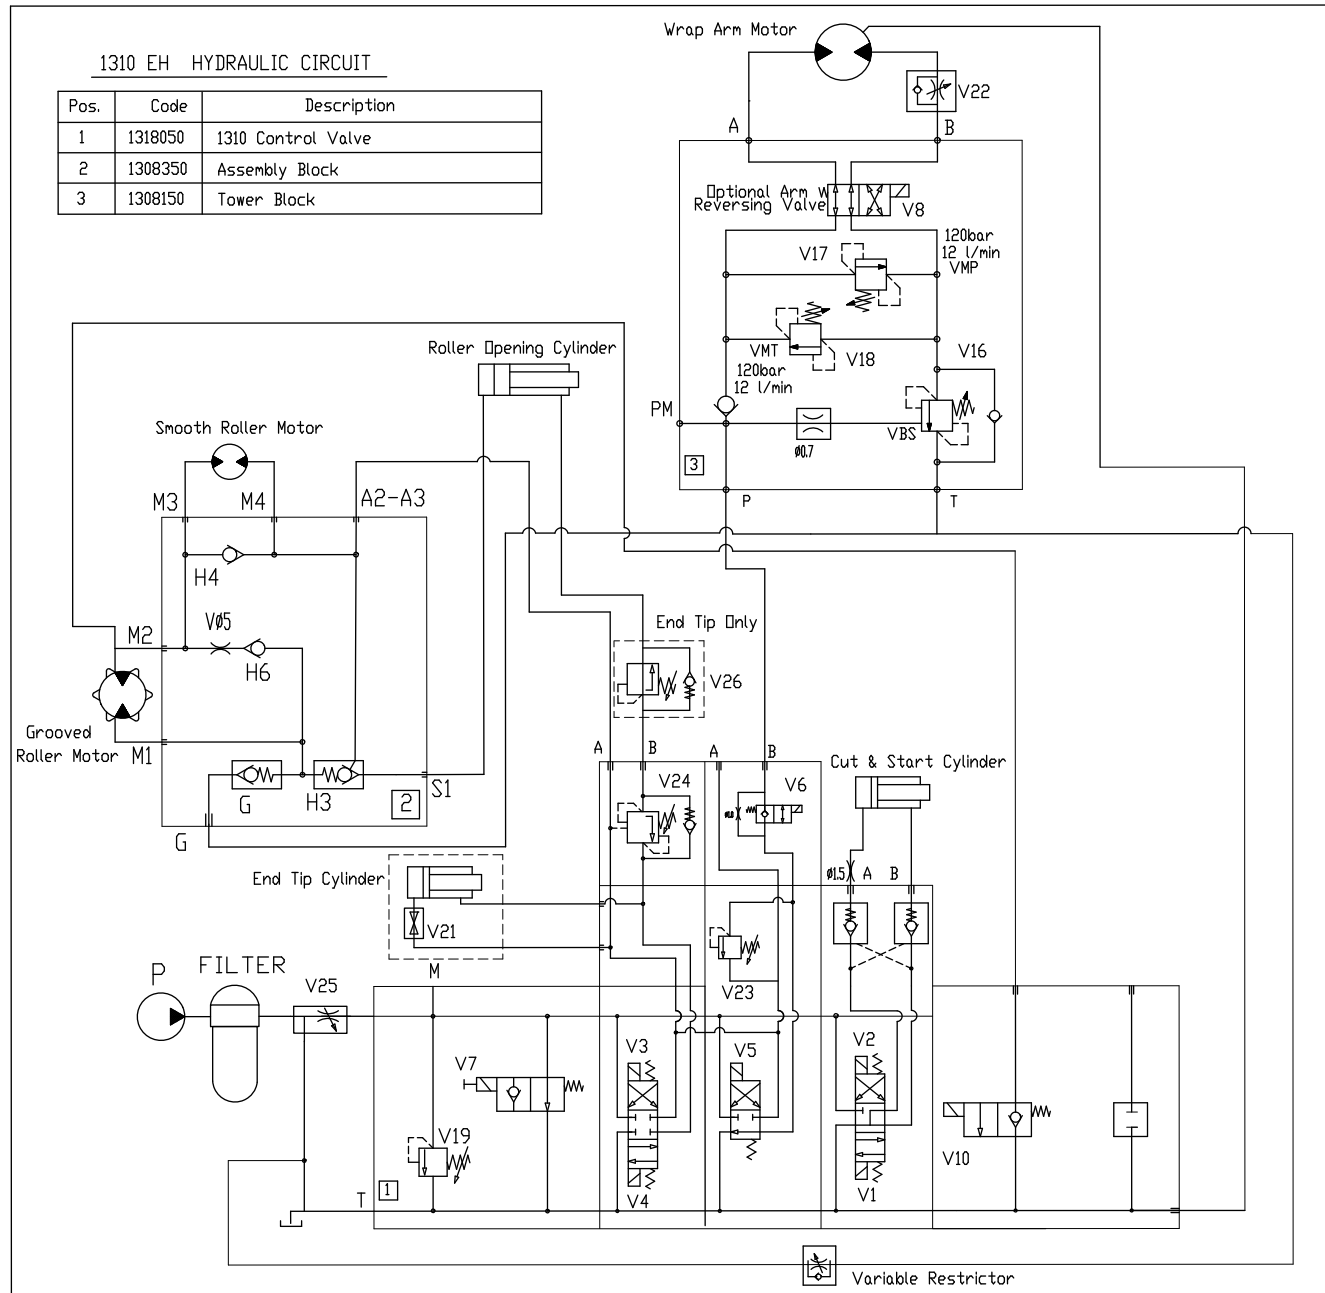 1310 EH HYDRAULIC CIRCUIT
Pos. Code Description
1 1318050 1310 Control Valve
2 1308350 Assembly Block
3 1308150 Tower Block
Wrap Arm Motor
V22
A
B
Optional Arm w
Reversing Valve
V8
120bar
12 l/min
VMP
V17
VMT
120bar
12 l/min
V18
V16
PM
VBS
Ø0.7
3
P
T
Roller Opening Cylinder
Smooth Roller Motor
M3
M4
A2-A3
H4
VØ5
M2
H6
Grooved
Roller Motor
M1
G
H3
2
S1
G
End Tip Only
V26
A
B
A
B
V24
V6
Cut & Start Cylinder
Ø1.5
A
B
End Tip Cylinder
V21
M
V23
P
FILTER
V25
V7
V3
V5
V2
V19
V10
T
1
V4
V1
Variable Restrictor